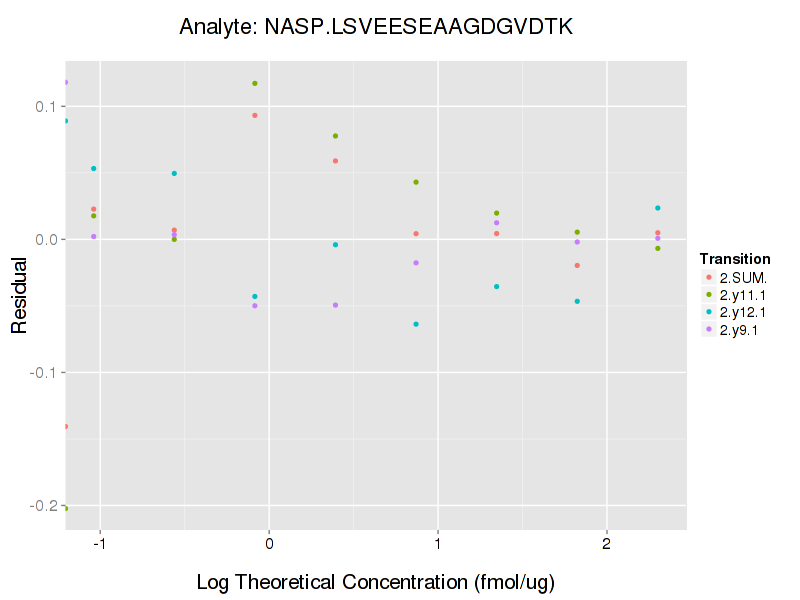 Analyte: NASP.LSVEESEAAGDGVDTK
0.1
0.0
-0.1
-0.2
Residual
-1
0
1
2
Log Theoretical Concentration (fmol/ug)
Transition
2.SUM.
2.y11.1
2.y12.1
2.y9.1